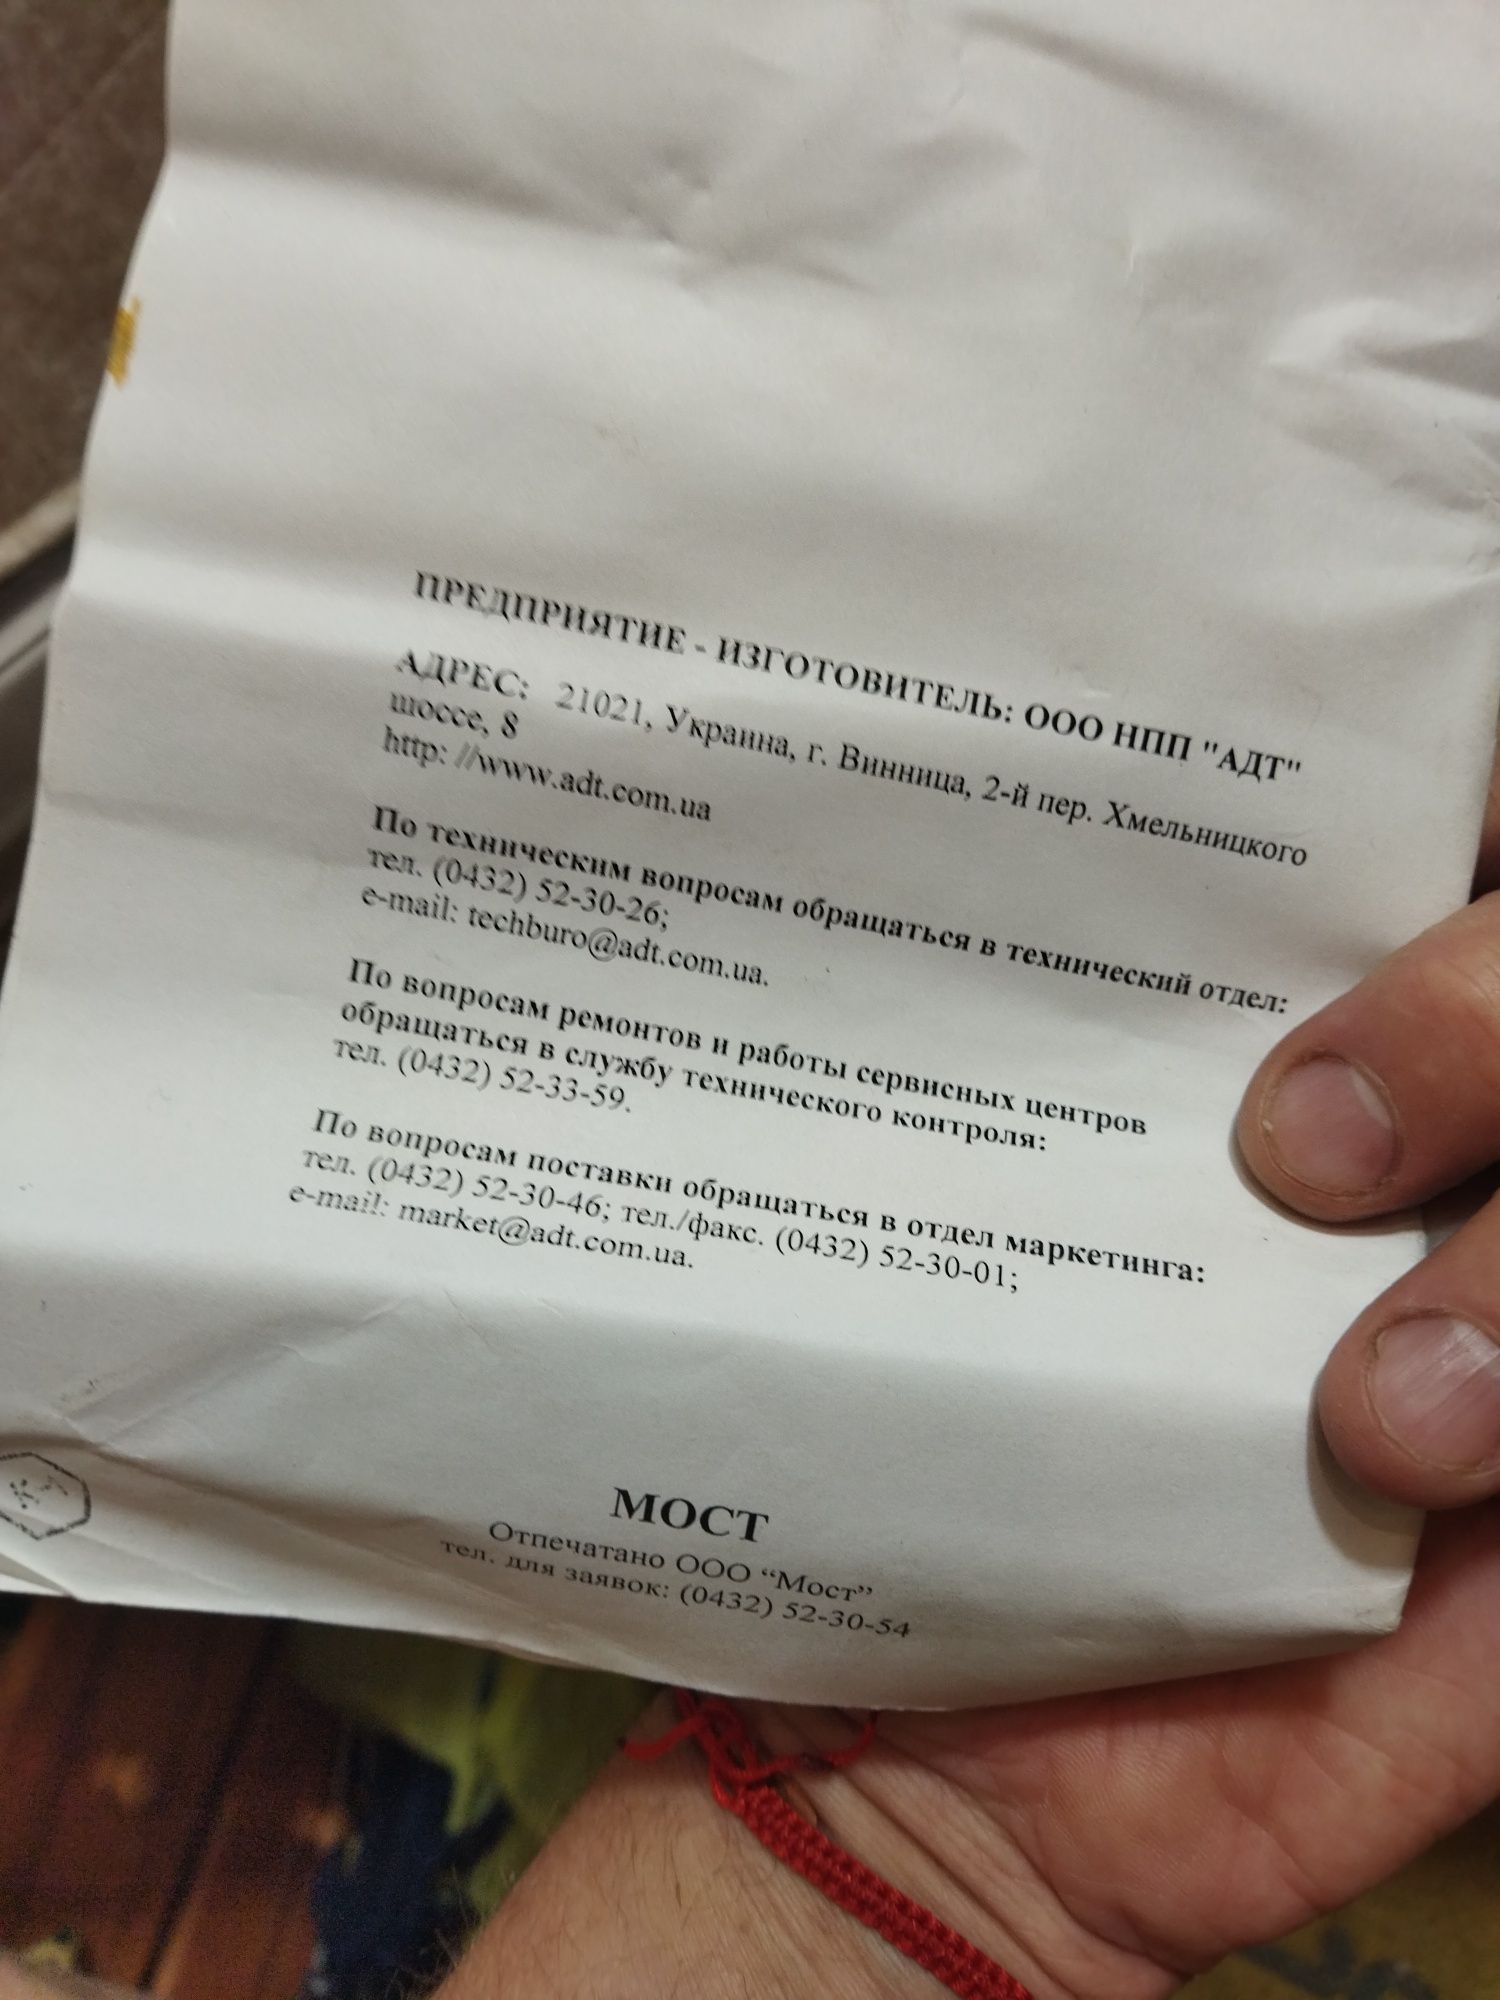 ПРЕДПРИЯТИЕ - ИЗГОТОВИТЕЛЬ: ООО НПП "АДТ"
АДРЕС: 21021, Украина, г. Винница, 2-й пер. Хмельницкого
шоссе, 8
http: //www.adt.com.ua
По техническим вопросам обращаться в технический отдел:
тел. (0432) 52-30-26;
e-mail: techburo@adt.com.ua.
По вопросам ремонтов и работы сервисных центров
обращаться в службу технического контроля:
тел. (0432) 52-33-59.
По вопросам поставки обращаться в отдел маркетинга:
тел. (0432) 52-30-46; тел./факс. (0432) 52-30-01;
e-mail: market@adt.com.ua.
МОСТ
Отпечатано ООО “Мост”
тел. для заявок: (0432) 52-30-54